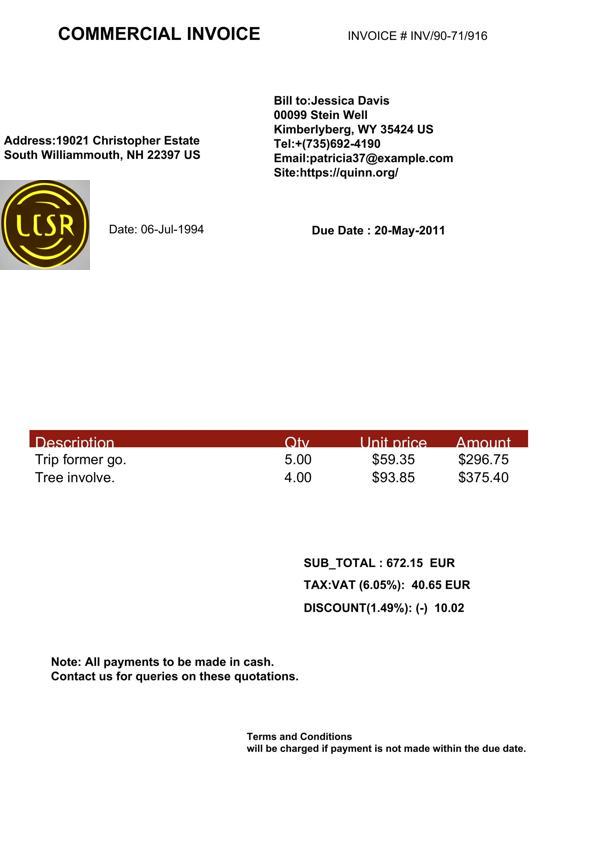 COMMERCIAL INVOICE
INVOICE # INV/90-71/916
Bill to:Jessica Davis
00099 Stein Well
Kimberlyberg, WY 35424 US
Tel:+(735)692-4190
Email:patricia37@example.com
Site:https://quinn.org/
Address:19021 Christopher Estate
South Williammouth, NH 22397 US
Date: 06-Jul-1994
Due Date : 20-May-2011
Description Qty Unit price Amount
Trip former go. 5.00 $59.35 $296.75
Tree involve. 4.00 $93.85 $375.40
SUB_TOTAL : 672.15 EUR
TAX:VAT (6.05%): 40.65 EUR
DISCOUNT(1.49%): (-) 10.02
Note: All payments to be made in cash.
Contact us for queries on these quotations.
Terms and Conditions
will be charged if payment is not made within the due date.